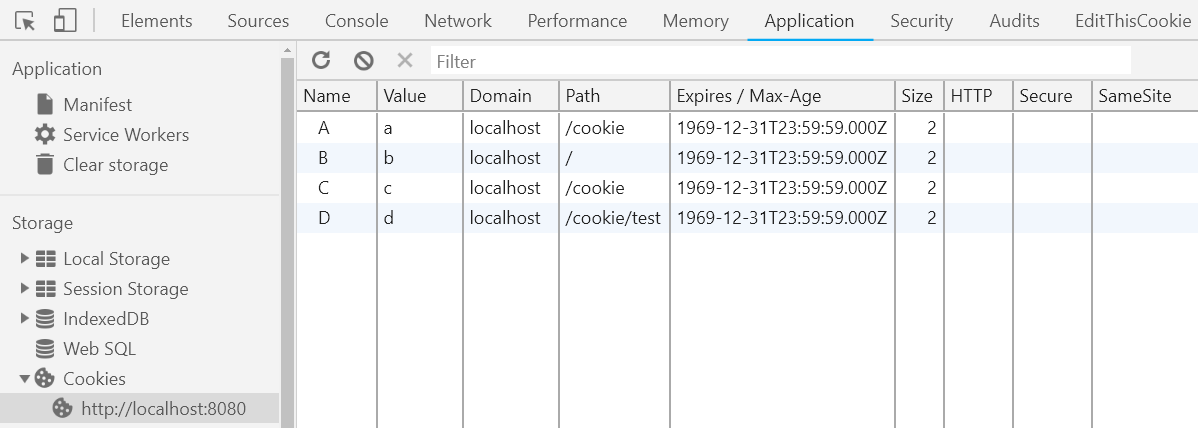 Elements Sources Console Network Performance Memory Application Security Audits EditThisCookie
Application
Manifest
Service Workers
Clear storage
Storage
Local Storage
Session Storage
IndexedDB
Web SQL
Cookies
http://localhost:8080
Filter
Name Value Domain Path Expires / Max-Age Size HTTP Secure SameSite
A a localhost /cookie 1969-12-31T23:59:59.000Z 2
B b localhost / 1969-12-31T23:59:59.000Z 2
C c localhost /cookie 1969-12-31T23:59:59.000Z 2
D d localhost /cookie/test 1969-12-31T23:59:59.000Z 2